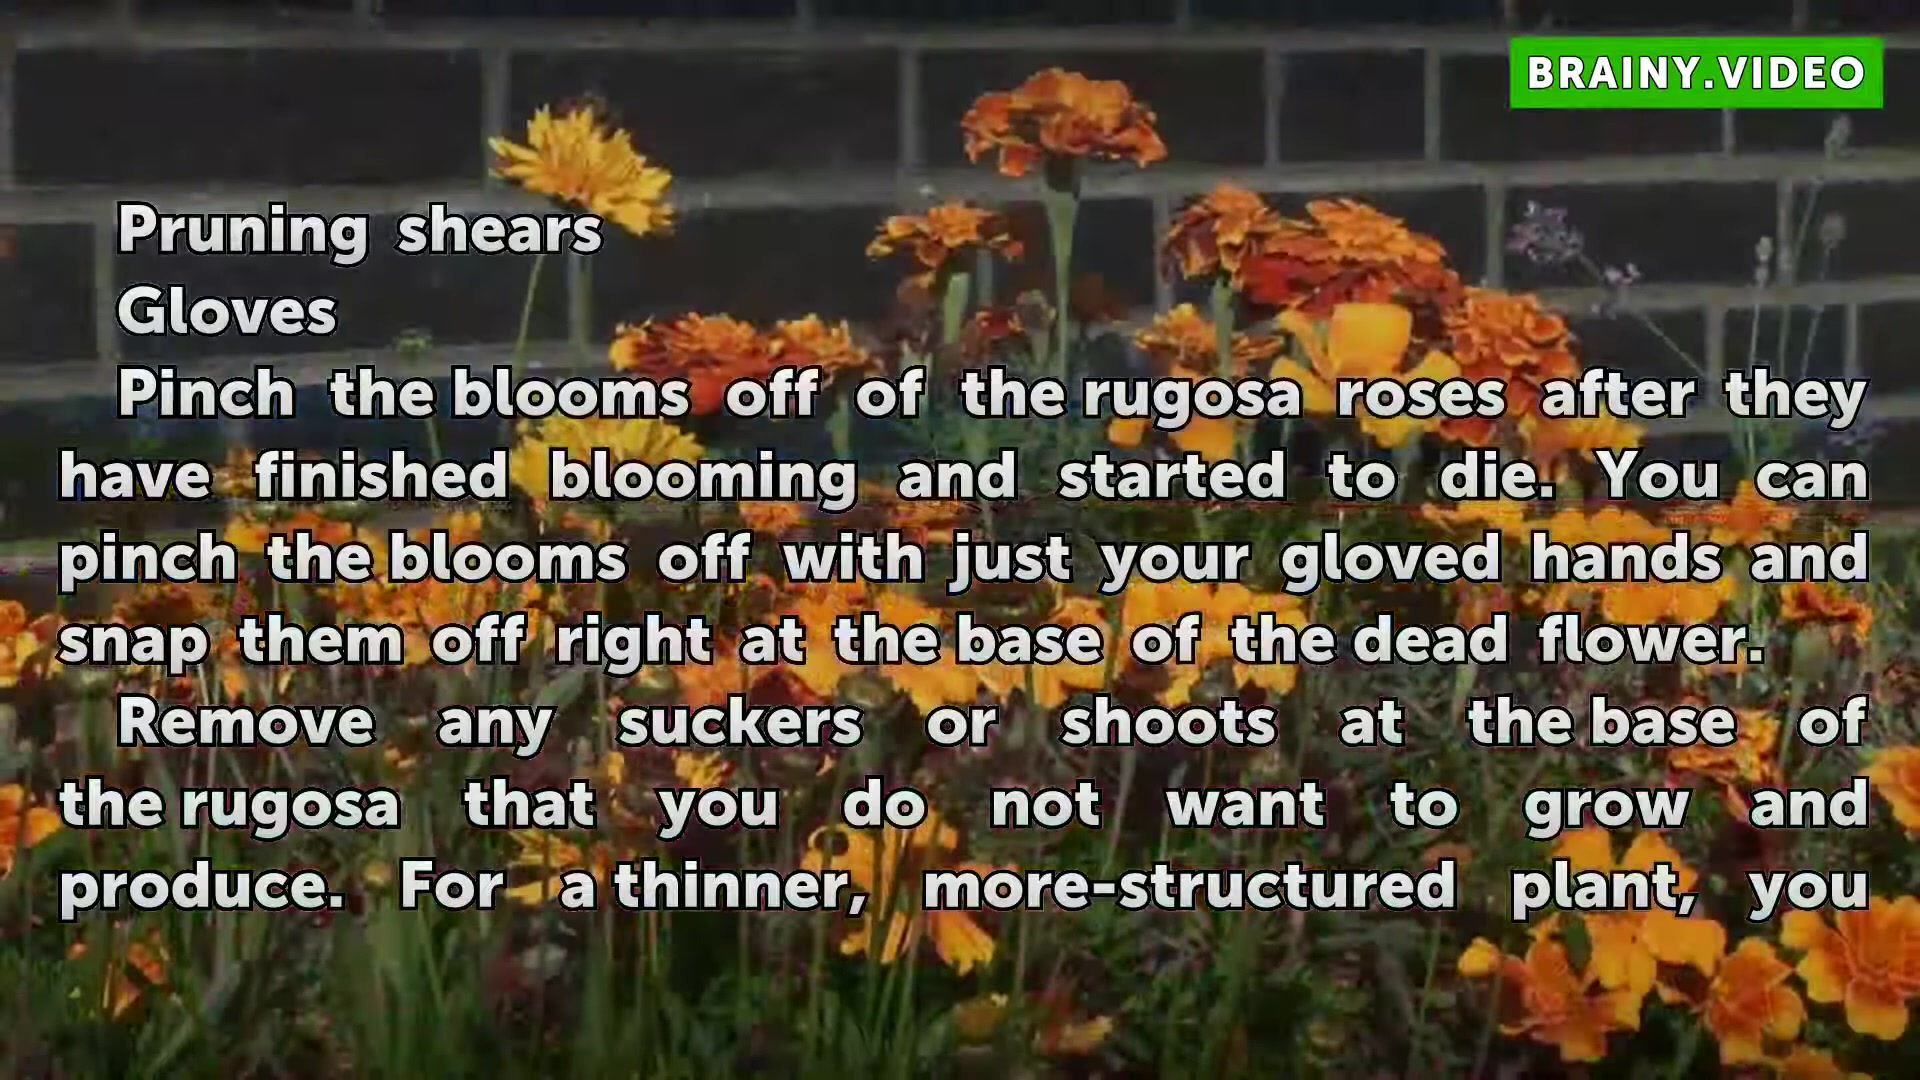 BRAINY.VIDEO
Pruning shears
Gloves
Pinch the blooms off of the rugosa roses after they
have finished blooming and started to die. You can
pinch the blooms off with just your gloved hands and
snap them off right at the base of the dead flower.
Remove any suckers or shoots at the base of
the rugosa that you do not want to grow and
produce. For a thinner, more-structured plant, you